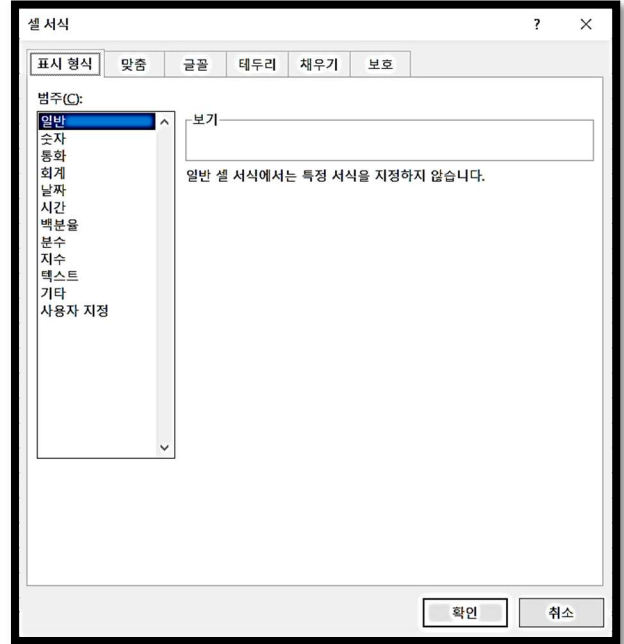 셀 서식 ? ×
표시 형식 맞춤 글꼴 테두리 채우기 보호
범주(C):
일반
숫자
통화
회계
날짜
시간
백분율
분수
지수
텍스트
기타
사용자 지정
보기
일반 셀 서식에서는 특정 서식을 지정하지 않습니다.
확인 취소